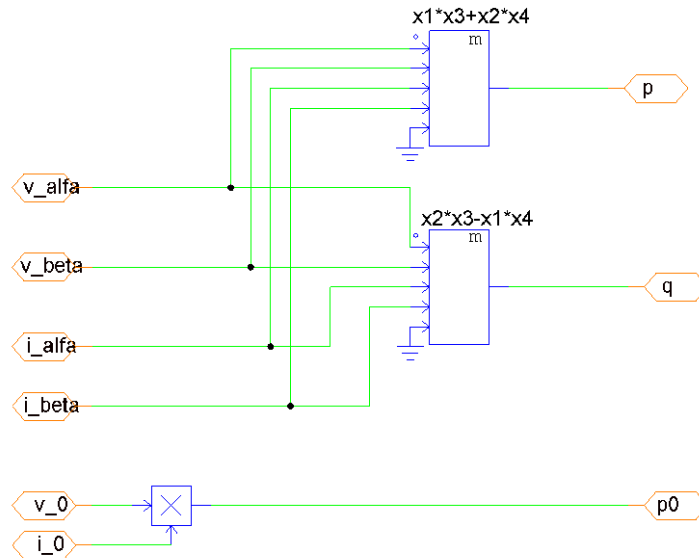 x1*x3+x2*x4
m
p
v_alfa
x2*x3-x1*x4
m
v_beta
q
i_alfa
i_beta
v_0
p0
i_0